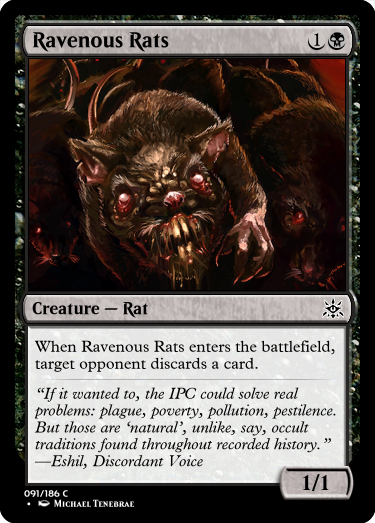 Ravenous Rats 1
Creature — Rat
When Ravenous Rats enters the battlefield,
target opponent discards a card.
“If it wanted to, the IPC could solve real
problems: plague, poverty, pollution, pestilence.
But those are ‘natural’, unlike, say, occult
traditions found throughout recorded history.”
—Eshil, Discordant Voice
1/1
091/186 C
• Michael Tenebrae